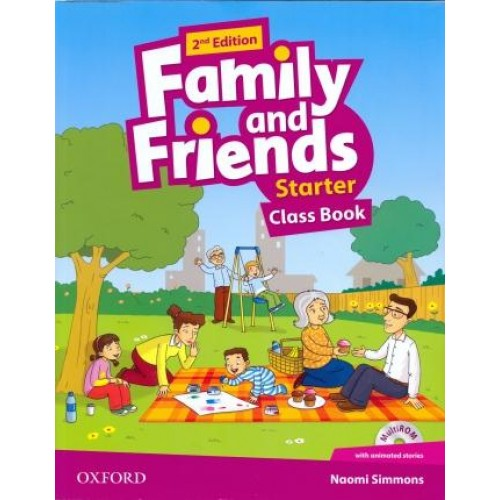 2nd Edition
Family
and
Friends
Starter
Class Book
MultiROM
with animated stories
OXFORD
Naomi Simmons